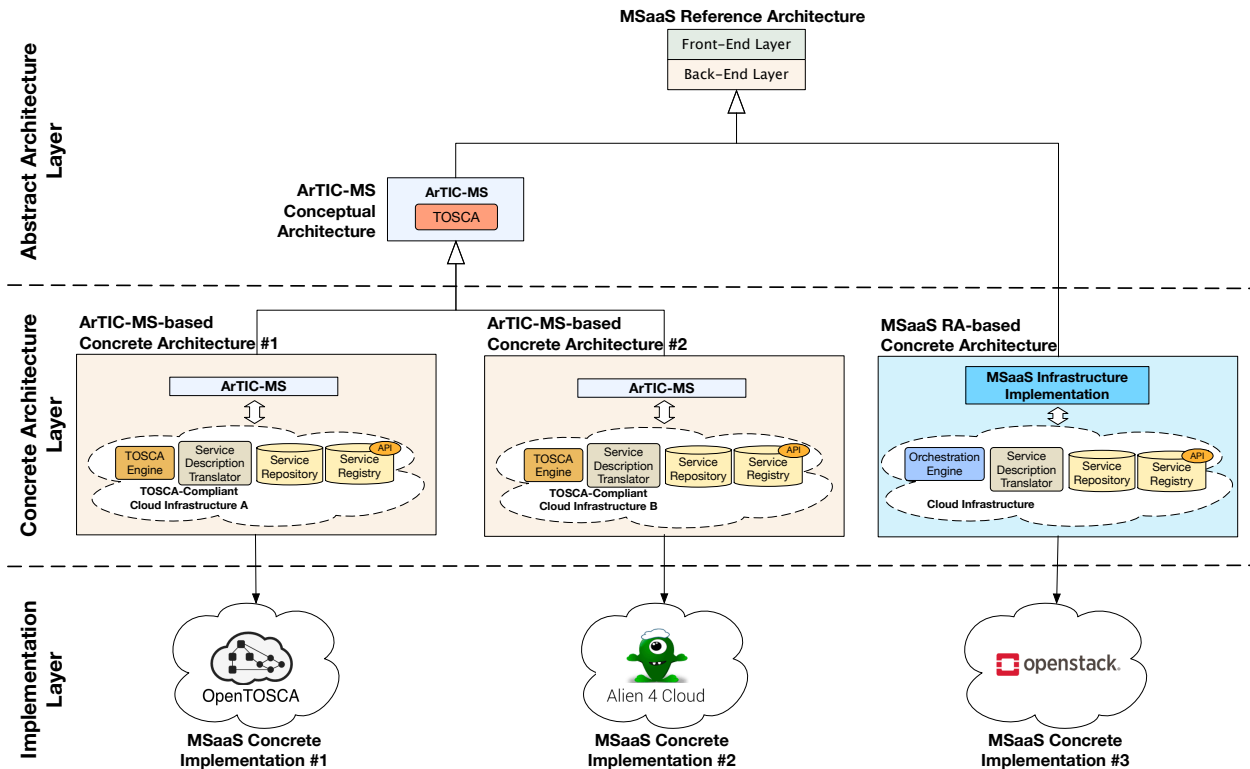 MSaaS Reference Architecture
Front-End Layer
Back-End Layer
Abstract Architecture
Layer
ArTIC-MS
Conceptual
Architecture
ArTIC-MS
TOSCA
Concrete Architecture
Layer
ArTIC-MS-based
Concrete Architecture #1
ArTIC-MS
TOSCA
Engine
Service
Description
Translator
Service
Repository
Service
Registry
API
TOSCA-Compliant
Cloud Infrastructure A
ArTIC-MS-based
Concrete Architecture #2
ArTIC-MS
TOSCA
Engine
Service
Description
Translator
Service
Repository
Service
Registry
API
TOSCA-Compliant
Cloud Infrastructure B
MSaaS RA-based
Concrete Architecture
MSaaS Infrastructure
Implementation
Orchestration
Engine
Service
Description
Translator
Service
Repository
Service
Registry
API
Cloud Infrastructure
Implementation
Layer
OpenTOSCA
MSaaS Concrete
Implementation #1
Alien 4 Cloud
MSaaS Concrete
Implementation #2
openstack.
MSaaS Concrete
Implementation #3